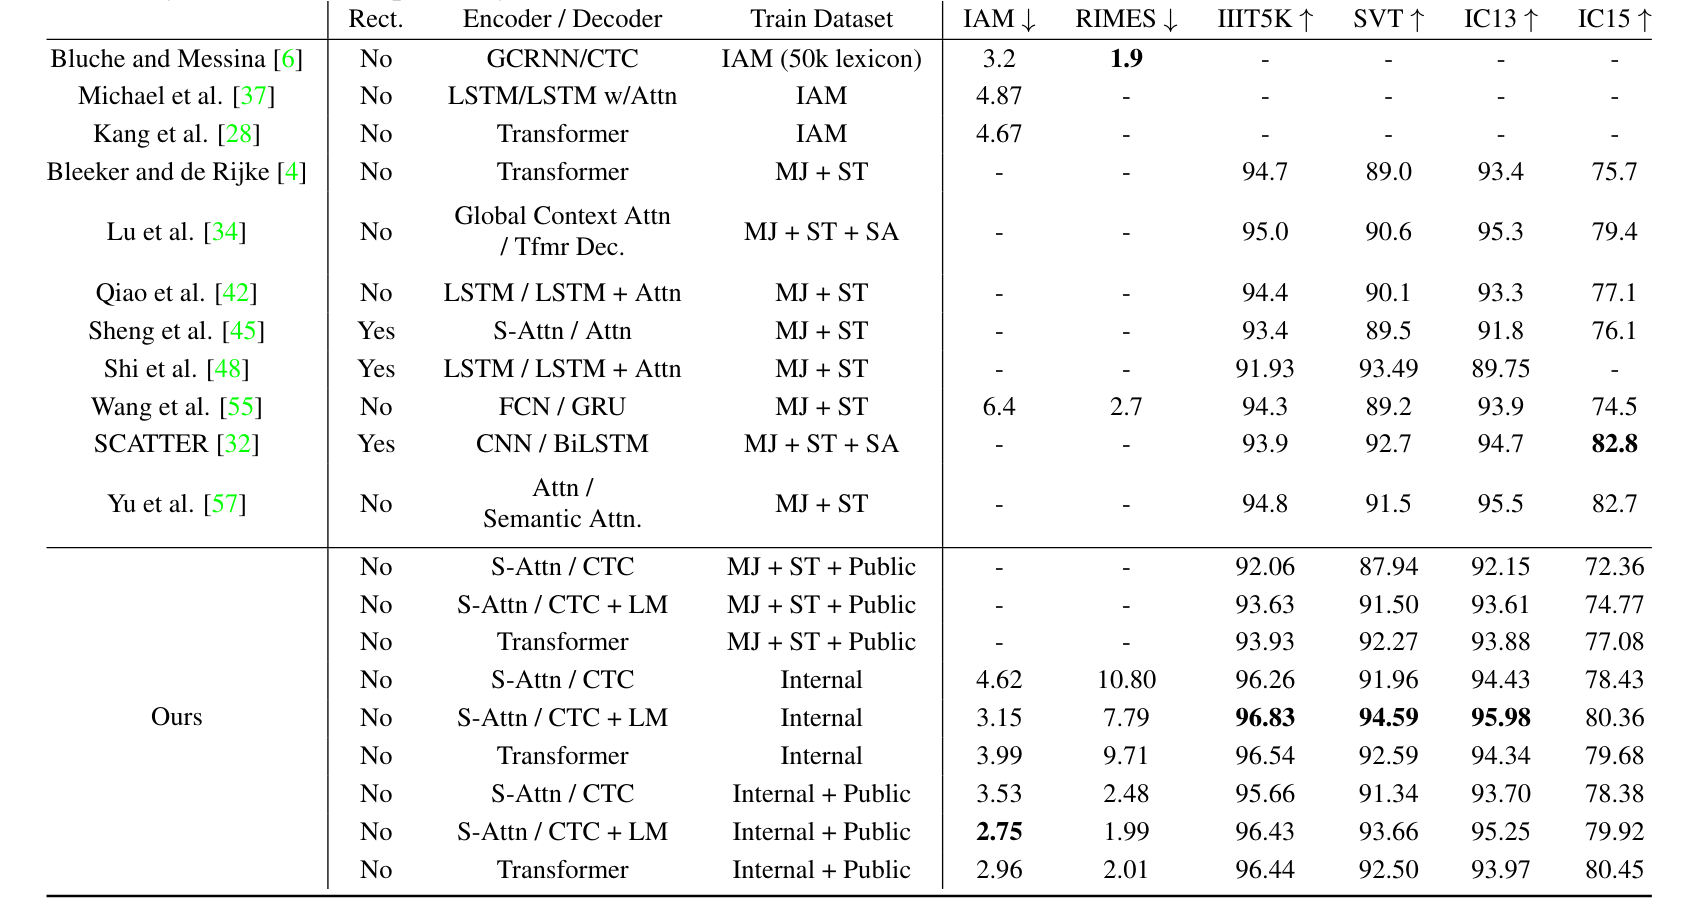 Rect. Encoder / Decoder Train Dataset IAM ↓ RIMES ↓ IIIT5K ↑ SVT ↑ IC13 ↑ IC15 ↑
Bluche and Messina [6] No GCRNN/CTC IAM (50k lexicon) 3.2 1.9 - - - -
Michael et al. [37] No LSTM/LSTM w/Attn IAM 4.87 - - - - -
Kang et al. [28] No Transformer IAM 4.67 - - - - -
Bleeker and de Rijke [4] No Transformer MJ + ST - - 94.7 89.0 93.4 75.7
Lu et al. [34] No Global Context Attn
/ Tfmr Dec. MJ + ST + SA - - 95.0 90.6 95.3 79.4
Qiao et al. [42] No LSTM / LSTM + Attn MJ + ST - - 94.4 90.1 93.3 77.1
Sheng et al. [45] Yes S-Attn / Attn MJ + ST - - 93.4 89.5 91.8 76.1
Shi et al. [48] Yes LSTM / LSTM + Attn MJ + ST - - 91.93 93.49 89.75 -
Wang et al. [55] No FCN / GRU MJ + ST 6.4 2.7 94.3 89.2 93.9 74.5
SCATTER [32] Yes CNN / BiLSTM MJ + ST + SA - - 93.9 92.7 94.7 82.8
Yu et al. [57] No Attn /
Semantic Attn. MJ + ST - - 94.8 91.5 95.5 82.7
No S-Attn / CTC MJ + ST + Public - - 92.06 87.94 92.15 72.36
No S-Attn / CTC + LM MJ + ST + Public - - 93.63 91.50 93.61 74.77
No Transformer MJ + ST + Public - - 93.93 92.27 93.88 77.08
No S-Attn / CTC Internal 4.62 10.80 96.26 91.96 94.43 78.43
Ours No S-Attn / CTC + LM Internal 3.15 7.79 96.83 94.59 95.98 80.36
No Transformer Internal 3.99 9.71 96.54 92.59 94.34 79.68
No S-Attn / CTC Internal + Public 3.53 2.48 95.66 91.34 93.70 78.38
No S-Attn / CTC + LM Internal + Public 2.75 1.99 96.43 93.66 95.25 79.92
No Transformer Internal + Public 2.96 2.01 96.44 92.50 93.97 80.45